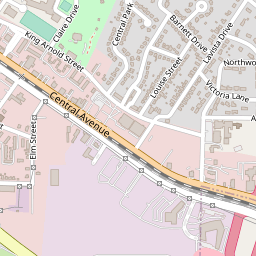 Claire Drive
Central Park
Barnett Drive
Lavista Drive
King Arnold Street
Northwo
Louise Street
Victoria Lane
Central Avenue
A
Elm Street